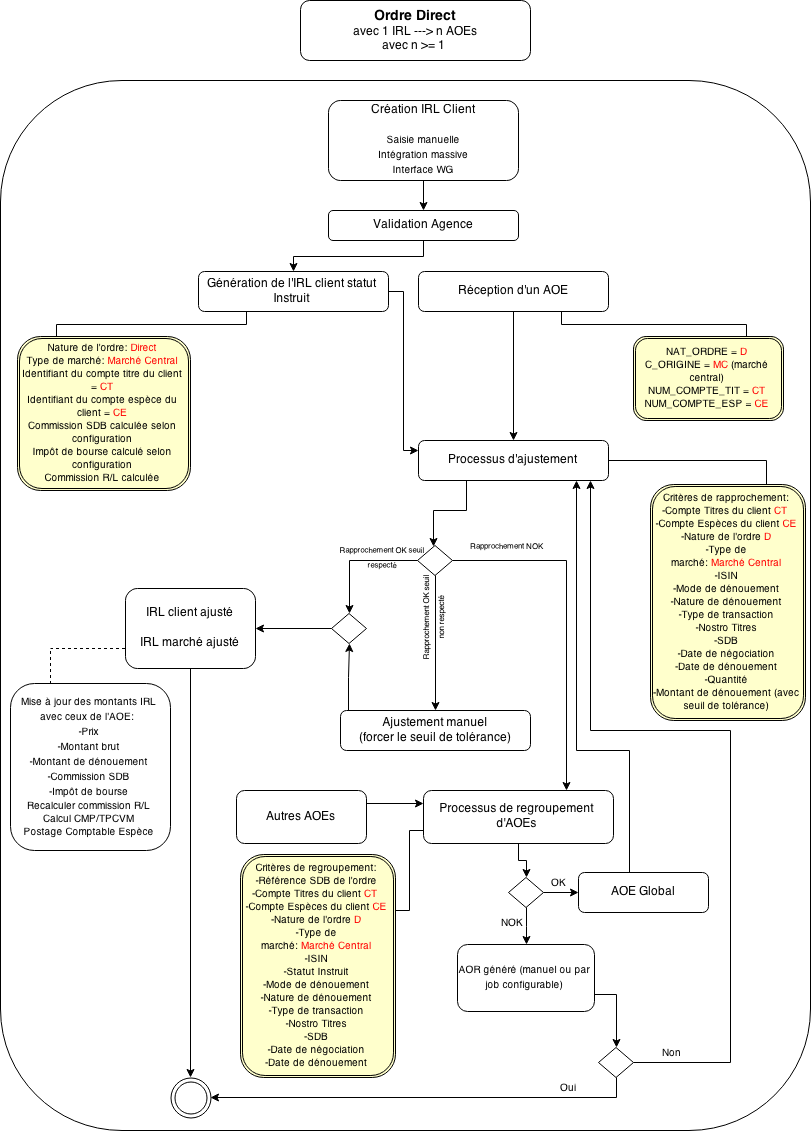 Ordre Direct
avec 1 IRL ---> n AOEs
avec n >= 1
Création IRL Client
Saisie manuelle
Intégration massive
Interface WG
Validation Agence
Génération de l'IRL client statut
Instruit
Réception d'un AOE
Nature de l'ordre: Direct
Type de marché: Marché Central
Identifiant du compte titre du client
= CT
Identifiant du compte espèce du
client = CE
Commission SDB calculée selon
configuration
Impôt de bourse calculé selon
configuration
Commission R/L calculée
NAT_ORDRE = D
C_ORIGINE = MC (marché
central)
NUM_COMPTE_TIT = CT
NUM_COMPTE_ESP = CE
Processus d'ajustement
Critères de rapprochement:
-Compte Titres du client CT
-Compte Espèces du client CE
-Nature de l'ordre D
-Type de
marché: Marché Central
-ISIN
-Mode de dénouement
-Nature de dénouement
-Type de transaction
-Nostro Titres
-SDB
-Date de négociation
-Date de dénouement
-Quantité
-Montant de dénouement (avec
seuil de tolérance)
Rapprochement OK seuil
respecté
Rapprochement NOK
Rapprochement OK seuil
non respecté
IRL client ajusté
IRL marché ajusté
Mise à jour des montants IRL
avec ceux de l'AOE:
-Prix
-Montant brut
-Montant de dénouement
-Commission SDB
-Impôt de bourse
Recalculer commission R/L
Calcul CMP/TPCVM
Postage Comptable Espèce
Ajustement manuel
(forcer le seuil de tolérance)
Autres AOEs
Processus de regroupement
d'AOEs
Critères de regroupement:
-Référence SDB de l'ordre
-Compte Titres du client CT
-Compte Espèces du client CE
-Nature de l'ordre D
-Type de
marché: Marché Central
-ISIN
-Statut Instruit
-Mode de dénouement
-Nature de dénouement
-Type de transaction
-Nostro Titres
-SDB
-Date de négociation
-Date de dénouement
OK
AOE Global
NOK
AOR généré (manuel ou par
job configurable)
Non
Oui